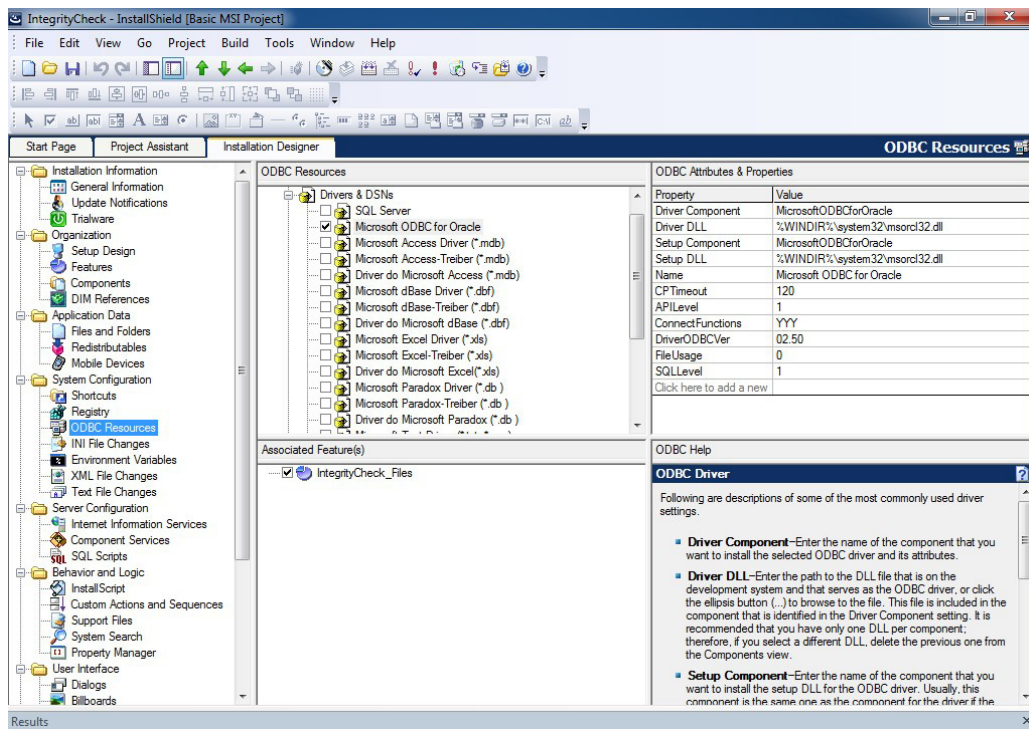 IntegrityCheck - InstallShield [Basic MSI Project]
File Edit View Go Project Build Tools Window Help
Start Page Project Assistant Installation Designer ODBC Resources
Installation Information
General Information
Update Notifications
Trialware
Organization
Setup Design
Features
Components
DIM References
Application Data
Files and Folders
Redistributables
Mobile Devices
System Configuration
Shortcuts
Registry
ODBC Resources
INI File Changes
Environment Variables
XML File Changes
Text File Changes
Server Configuration
Internet Information Services
Component Services
SQL Scripts
Behavior and Logic
InstallScript
Custom Actions and Sequences
Support Files
System Search
Property Manager
User Interface
Dialogs
Billboards
ODBC Resources
Drivers & DSNs
SQL Server
Microsoft ODBC for Oracle
Microsoft Access Driver (*.mdb)
Microsoft Access-Treiber (*.mdb)
Driver do Microsoft Access (*.mdb)
Microsoft dBase Driver (*.dbf)
Microsoft dBase-Treiber (*.dbf)
Driver do Microsoft dBase (*.dbf)
Microsoft Excel Driver (*.xls)
Microsoft Excel-Treiber (*.xls)
Driver do Microsoft Excel(*.xls)
Microsoft Paradox Driver (*.db )
Microsoft Paradox-Treiber (*.db )
Driver do Microsoft Paradox (*.db )
Associated Feature(s)
IntegrityCheck_Files
ODBC Attributes & Properties
Property Value
Driver Component MicrosoftODBCforOracle
Driver DLL %WINDIR%\system32\msorcl32.dll
Setup Component MicrosoftODBCforOracle
Setup DLL %WINDIR%\system32\msorcl32.dll
Name Microsoft ODBC for Oracle
CPTimeout 120
APILevel 1
ConnectFunctions YYY
DriverODBCVer 02.50
FileUsage 0
SQLLevel 1
Click here to add a new
ODBC Help
ODBC Driver
Following are descriptions of some of the most commonly used driver
settings.
Driver Component–Enter the name of the component that you
want to install the selected ODBC driver and its attributes.
Driver DLL–Enter the path to the DLL file that is on the
development system and that serves as the ODBC driver, or click
the ellipsis button (...) to browse to the file. This file is included in the
component that is identified in the Driver Component setting. It is
recommended that you have only one DLL per component;
therefore, if you select a different DLL, delete the previous one from
the Components view.
Setup Component–Enter the name of the component that you
want to install the setup DLL for the ODBC driver. Usually, this
component is the same one as the component for the driver if the
Results